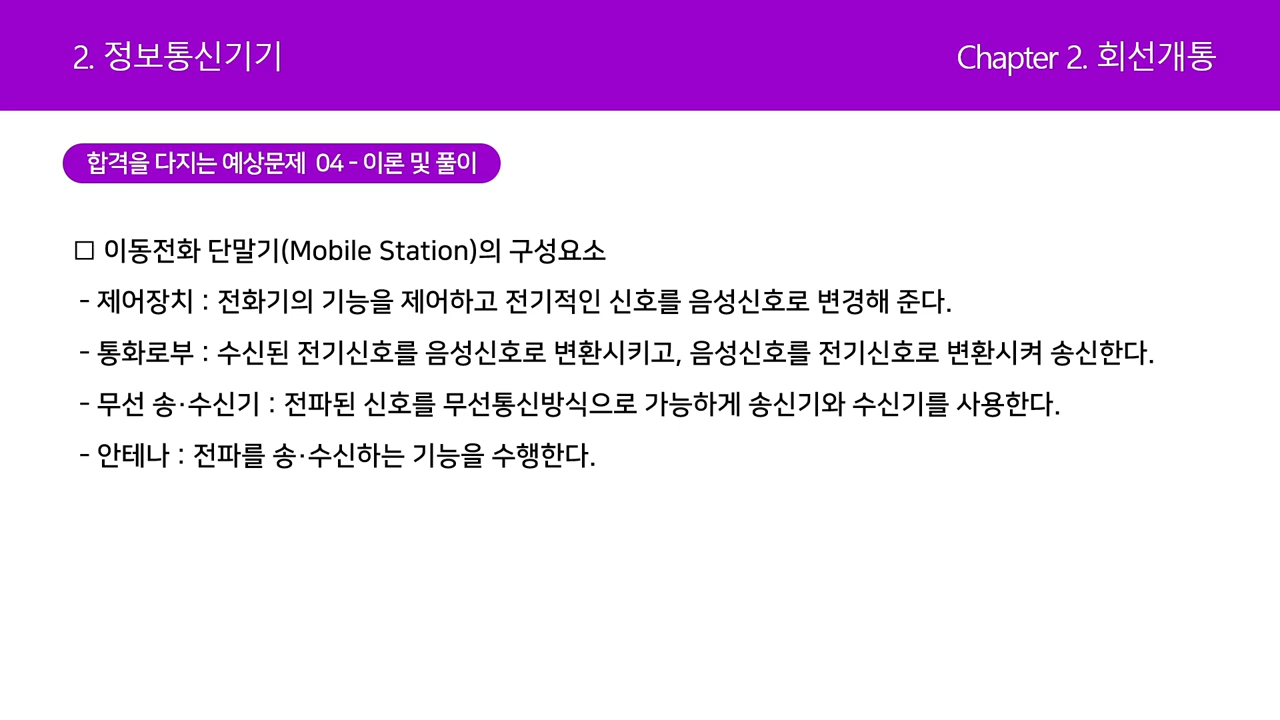 2. 정보통신기기
Chapter 2. 회선개통
합격을 다지는 예상문제 04 - 이론 및 풀이
□ 이동전화 단말기(Mobile Station)의 구성요소
- 제어장치 : 전화기의 기능을 제어하고 전기적인 신호를 음성신호로 변경해 준다.
- 통화로부 : 수신된 전기신호를 음성신호로 변환시키고, 음성신호를 전기신호로 변환시켜 송신한다.
- 무선 송·수신기 : 전파된 신호를 무선통신방식으로 가능하게 송신기와 수신기를 사용한다.
- 안테나 : 전파를 송·수신하는 기능을 수행한다.